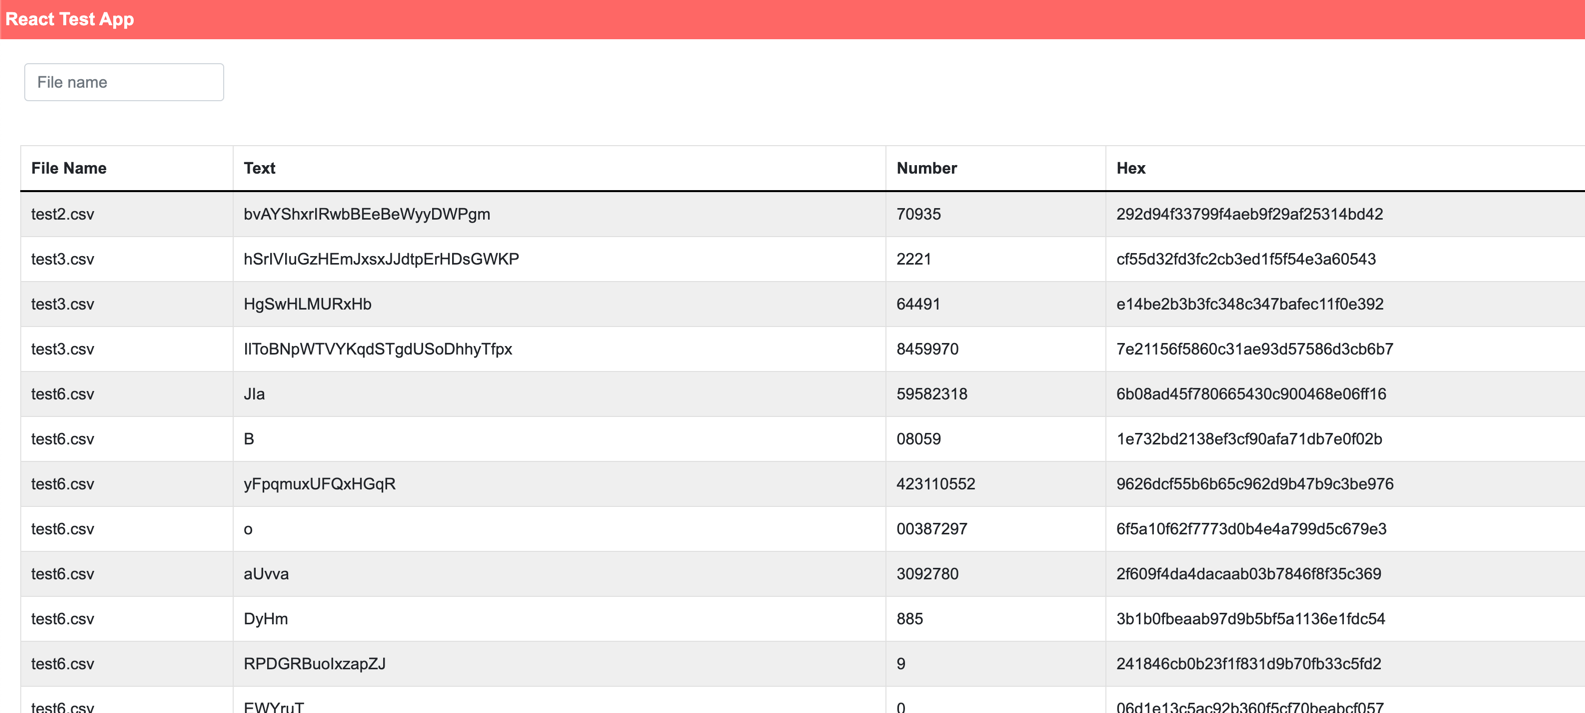 React Test App
File name
File Name Text Number Hex
test2.csv bvAYShxrIRwbBEeBeWyyDWPgm 70935 292d94f33799f4aeb9f29af25314bd42
test3.csv hSrIVIuGzHEmJxsxJJdtpErHDsGWKP 2221 cf55d32fd3fc2cb3ed1f5f54e3a60543
test3.csv HgSwHLMURxHb 64491 e14be2b3b3fc348c347bafec11f0e392
test3.csv IlToBNpWTVYKqdSTgdUSoDhhyTfpx 8459970 7e21156f5860c31ae93d57586d3cb6b7
test6.csv Jla 59582318 6b08ad45f780665430c900468e06ff16
test6.csv B 08059 1e732bd2138ef3cf90afa71db7e0f02b
test6.csv yFpqmuxUFQxHGqR 423110552 9626dcf55b6b65c962d9b47b9c3be976
test6.csv o 00387297 6f5a10f62f7773d0b4e4a799d5c679e3
test6.csv aUvva 3092780 2f609f4da4dacaab03b7846f8f35c369
test6.csv DyHm 885 3b1b0fbeaab97d9b5bf5a1136e1fdc54
test6.csv RPDGRBuolxzapZJ 9 241846cb0b23f1f831d9b70fb33c5fd2
test6.csv EWYruT 0 06d1e13c5ac92b360f5cf70beabcf057